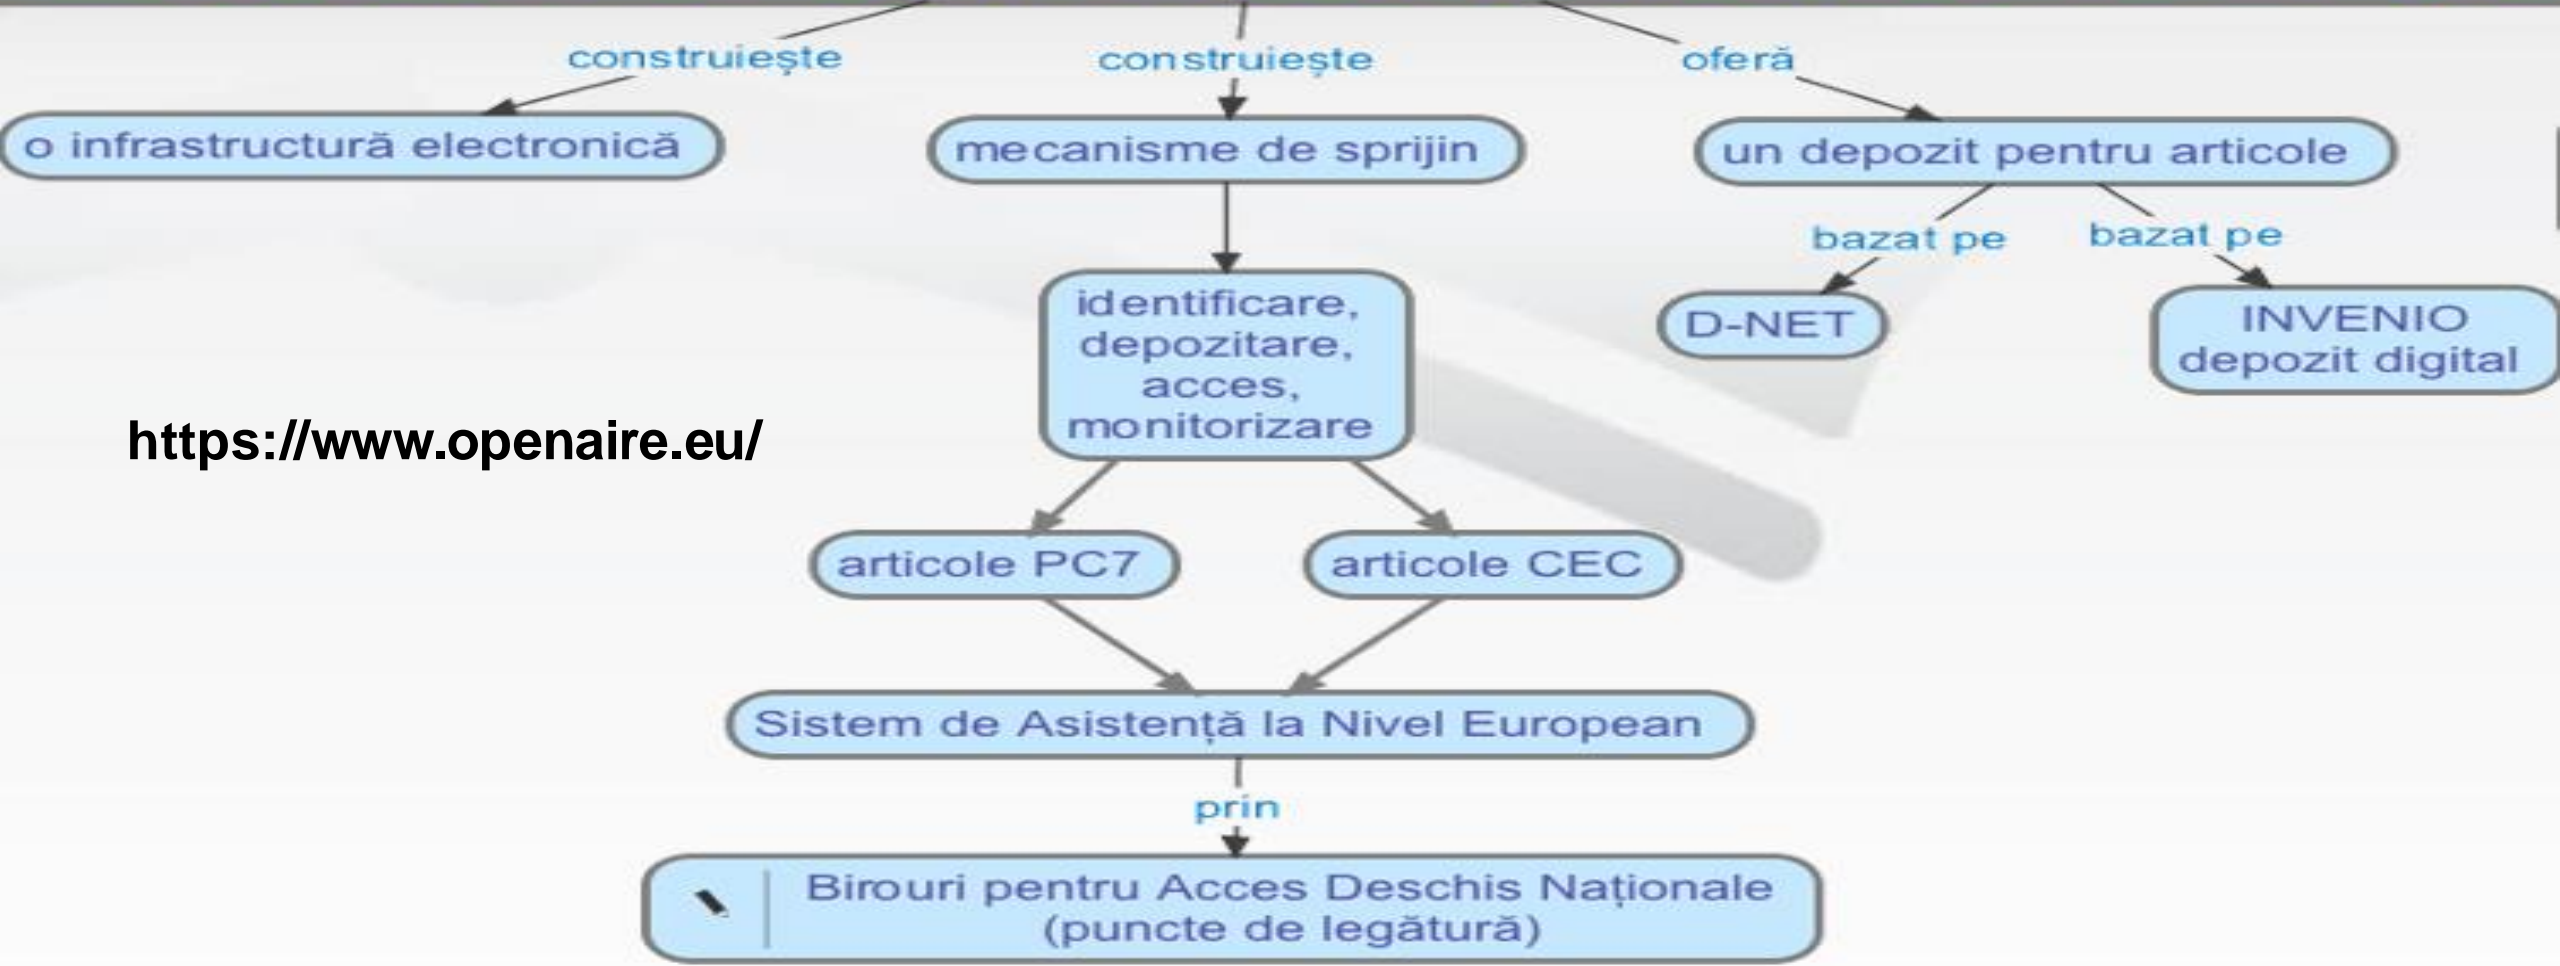 construiește
construiește
oferă
o infrastructură electronică
mecanisme de sprijin
un depozit pentru articole
bazat pe
bazat pe
identificare,
depozitare,
acces,
monitorizare
D-NET
INVENIO
depozit digital
https://www.openaire.eu/
articole PC7
articole CEC
Sistem de Asistență la Nivel European
prin
Birouri pentru Acces Deschis Naționale
(puncte de legătură)